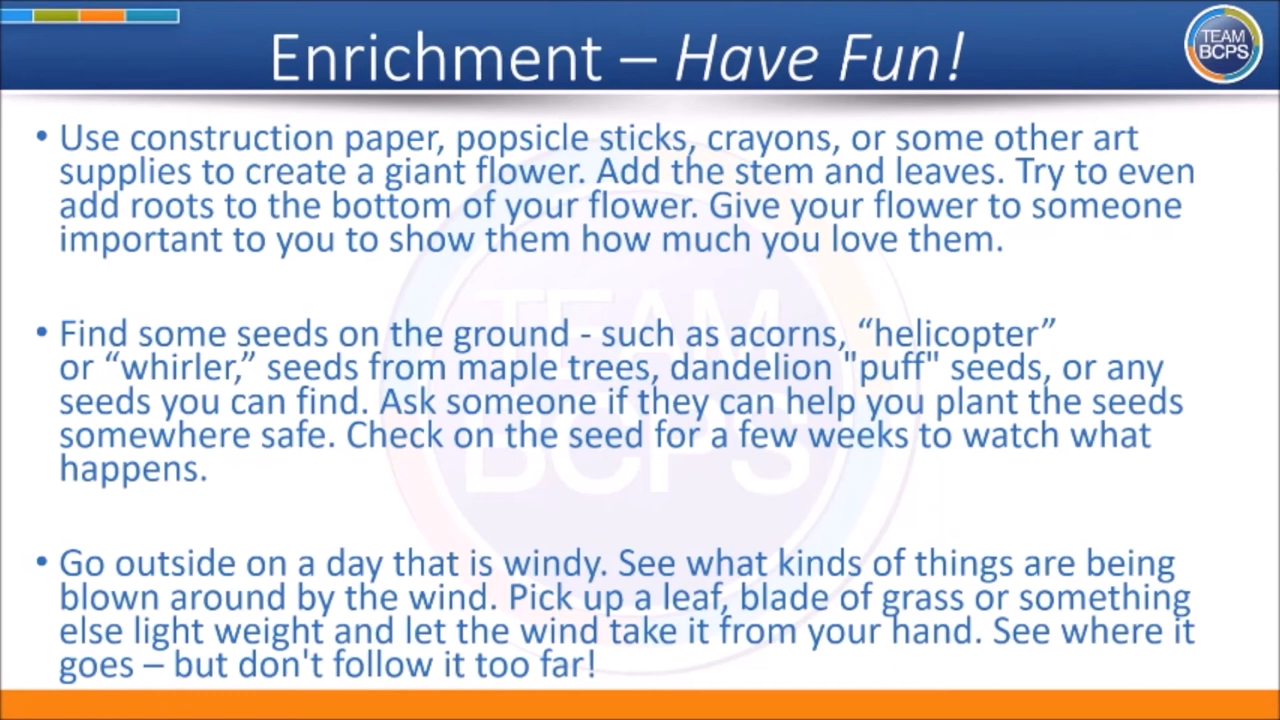 Enrichment – Have Fun!
TEAM
BCPS
• Use construction paper, popsicle sticks, crayons, or some other art
supplies to create a giant flower. Add the stem and leaves. Try to even
add roots to the bottom of your flower. Give your flower to someone
important to you to show them how much you love them.
• Find some seeds on the ground - such as acorns, “helicopter”
or “whirler,” seeds from maple trees, dandelion "puff" seeds, or any
seeds you can find. Ask someone if they can help you plant the seeds
somewhere safe. Check on the seed for a few weeks to watch what
happens.
• Go outside on a day that is windy. See what kinds of things are being
blown around by the wind. Pick up a leaf, blade of grass or something
else light weight and let the wind take it from your hand. See where it
goes – but don't follow it too far!
TEAM
BCPS